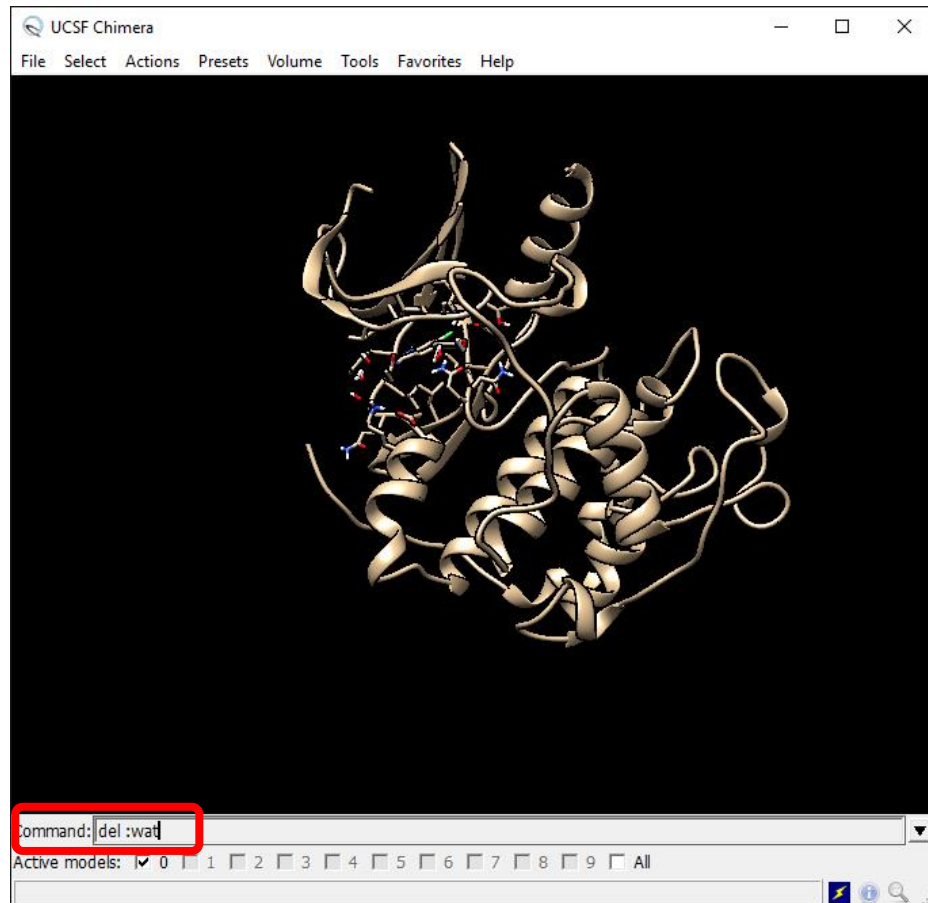 UCSF Chimera
File Select Actions Presets Volume Tools Favorites Help
Command: del :wat
Active models: 0 1 2 3 4 5 6 7 8 9 All